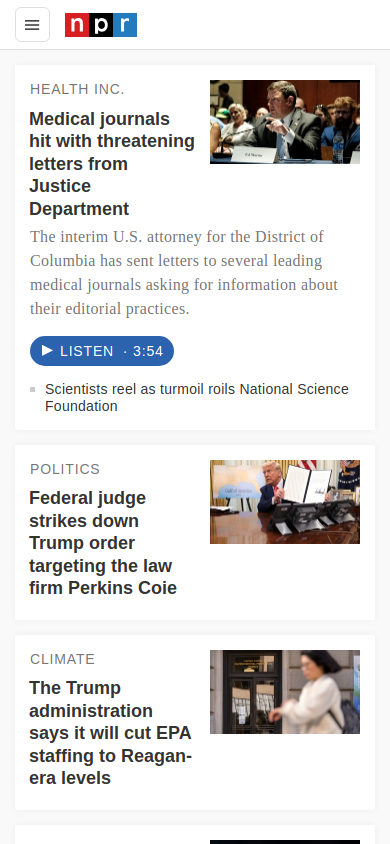 npr
HEALTH INC.
Medical journals
hit with threatening
letters from
Justice
Department
The interim U.S. attorney for the District of
Columbia has sent letters to several leading
medical journals asking for information about
their editorial practices.
LISTEN · 3:54
Scientists reel as turmoil roils National Science
Foundation
POLITICS
Federal judge
strikes down
Trump order
targeting the law
firm Perkins Coie
CLIMATE
The Trump
administration
says it will cut EPA
staffing to Reagan-
era levels